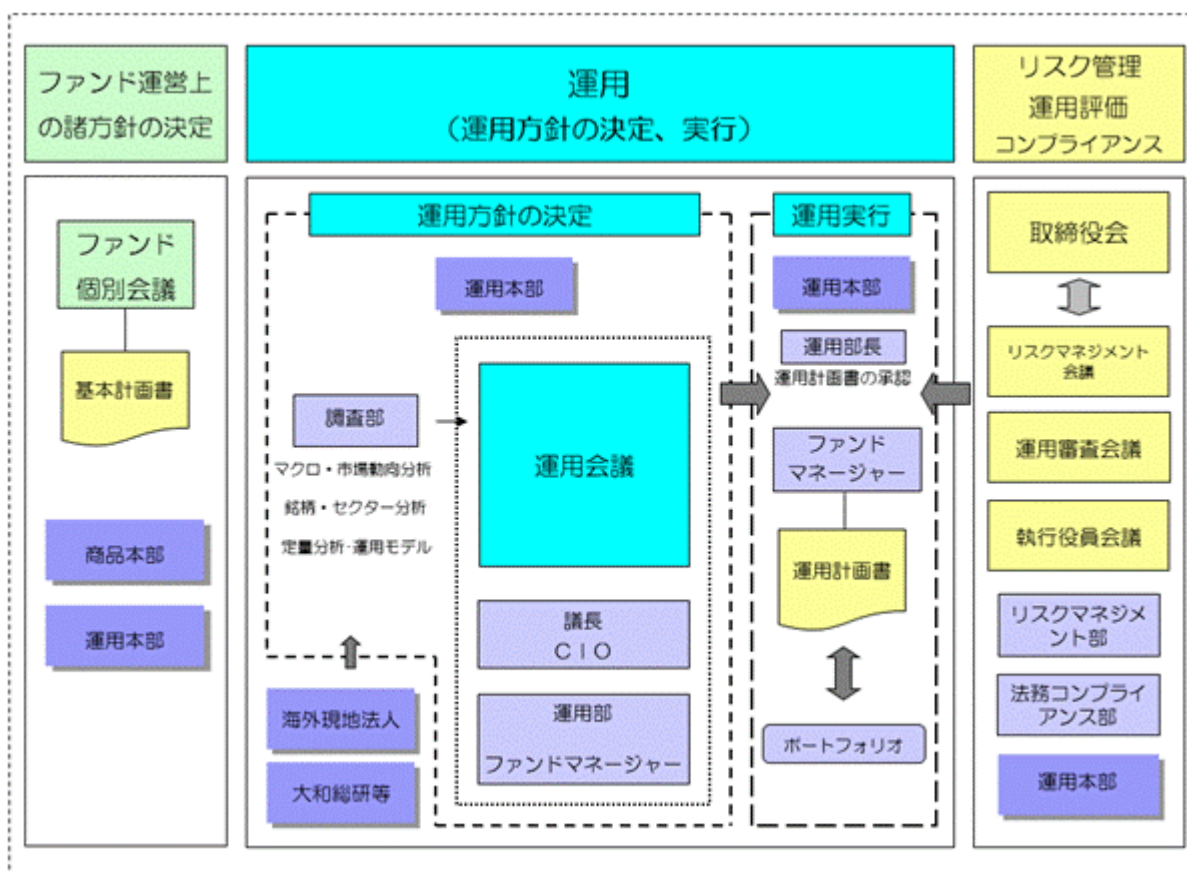 ファンド運営上
の諸方針の決定
運用
（運用方針の決定、実行）
リスク管理
運用評価
コンプライアンス
ファンド
個別会議
基本計画書
商品本部
運用本部
運用方針の決定
運用本部
調査部
マクロ・市場動向分析
銘柄・セクター分析
定量分析・運用モデル
運用会議
議長
ＣＩＯ
運用部
ファンドマネージャー
海外現地法人
大和総研等
運用実行
運用本部
運用部長
運用計画書の承認
ファンド
マネージャー
運用計画書
ポートフォリオ
取締役会
リスクマネジメント
会議
運用審査会議
執行役員会議
リスクマネジメ
ント部
法務コンプライ
アンス部
運用本部